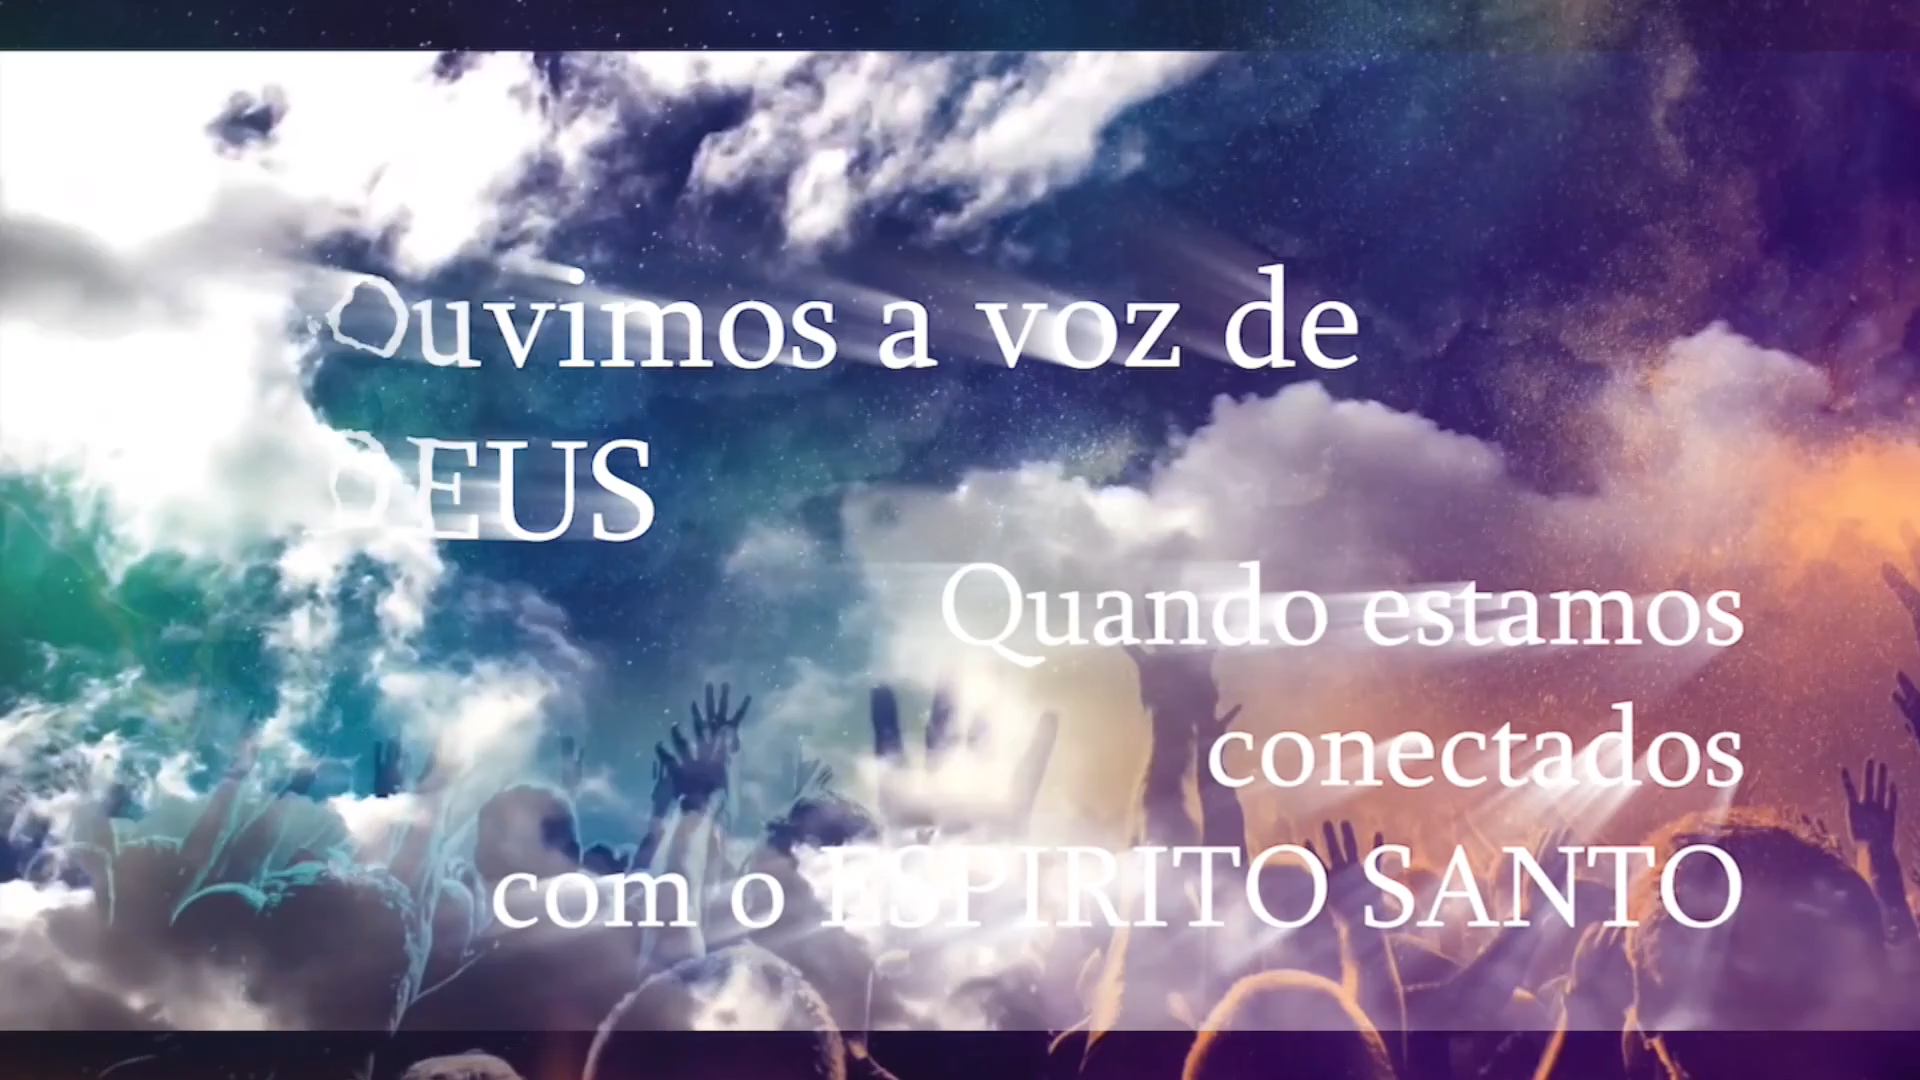 Ouvimos a voz de
DEUS
Quando estamos
conectados
com o ESPIRITO SANTO